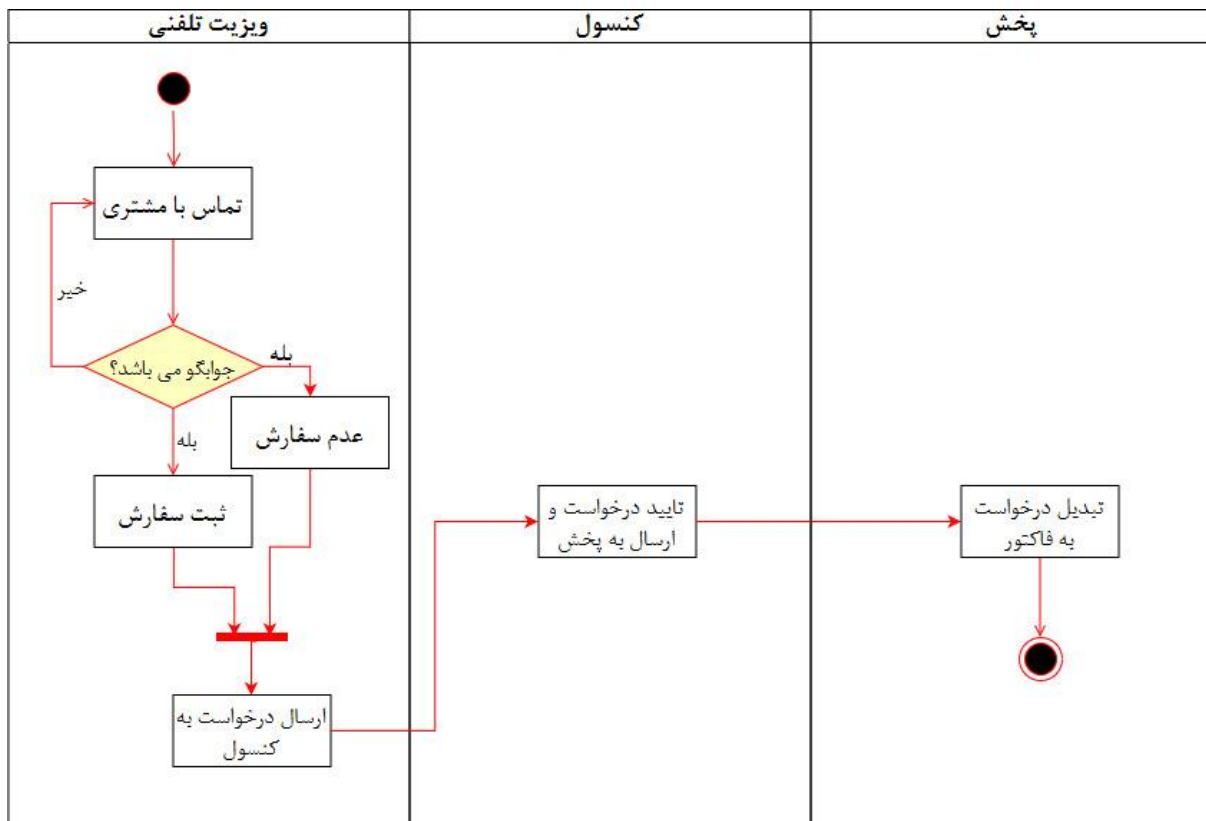 ویزیت تلفنی
کنسول
پخش
تماس با مشتری
خیر
جوابگو می باشد؟
بله
عدم سفارش
بله
ثبت سفارش
ارسال درخواست به
کنسول
تایید درخواست و
ارسال به پخش
تبدیل درخواست
به فاکتور